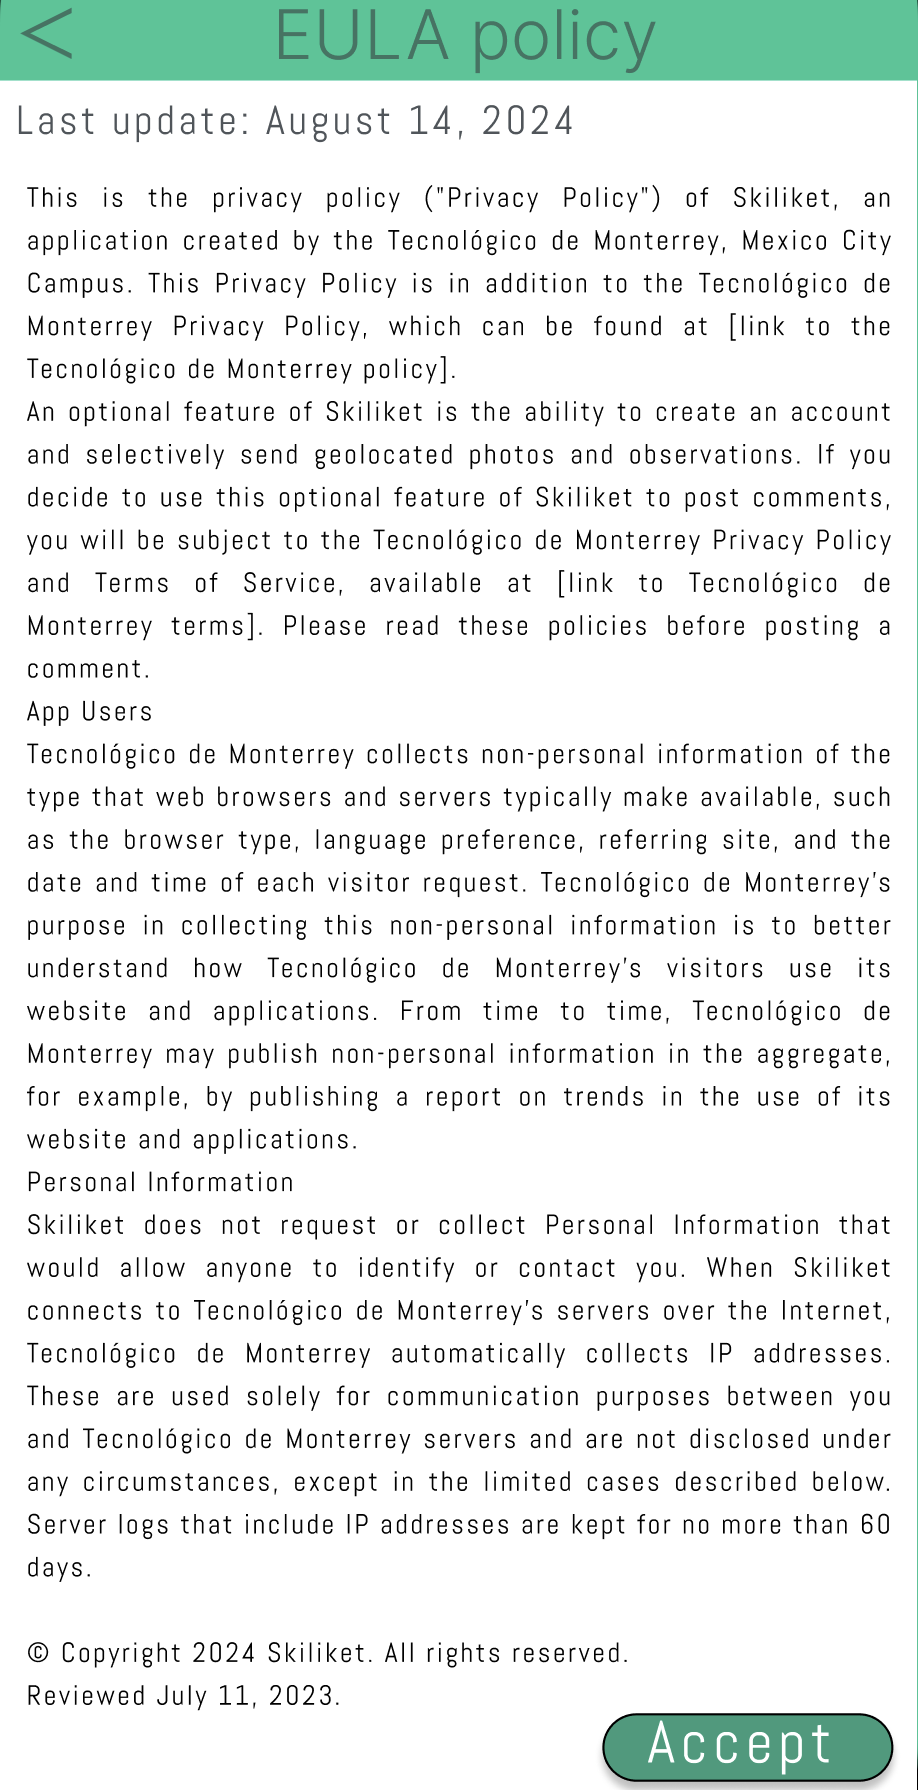 <
EULA policy
Last update: August 14, 2024
This is the privacy policy ("Privacy Policy") of Skiliket, an
application created by the Tecnológico de Monterrey, Mexico City
Campus. This Privacy Policy is in addition to the Tecnológico de
Monterrey Privacy Policy, which can be found at [link to the
Tecnológico de Monterrey policy].
An optional feature of Skiliket is the ability to create an account
and selectively send geolocated photos and observations. If you
decide to use this optional feature of Skiliket to post comments,
you will be subject to the Tecnológico de Monterrey Privacy Policy
and Terms of Service, available at [link to Tecnológico de
Monterrey terms]. Please read these policies before posting a
comment.
App Users
Tecnológico de Monterrey collects non-personal information of the
type that web browsers and servers typically make available, such
as the browser type, language preference, referring site, and the
date and time of each visitor request. Tecnológico de Monterrey's
purpose in collecting this non-personal information is to better
understand how Tecnológico de Monterrey's visitors use its
website and applications. From time to time, Tecnológico de
Monterrey may publish non-personal information in the aggregate,
for example, by publishing a report on trends in the use of its
website and applications.
Personal Information
Skiliket does not request or collect Personal Information that
would allow anyone to identify or contact you. When Skiliket
connects to Tecnológico de Monterrey's servers over the Internet,
Tecnológico de Monterrey automatically collects IP addresses.
These are used solely for communication purposes between you
and Tecnológico de Monterrey servers and are not disclosed under
any circumstances, except in the limited cases described below.
Server logs that include IP addresses are kept for no more than 60
days.
© Copyright 2024 Skiliket. All rights reserved.
Reviewed July 11, 2023.
Accept